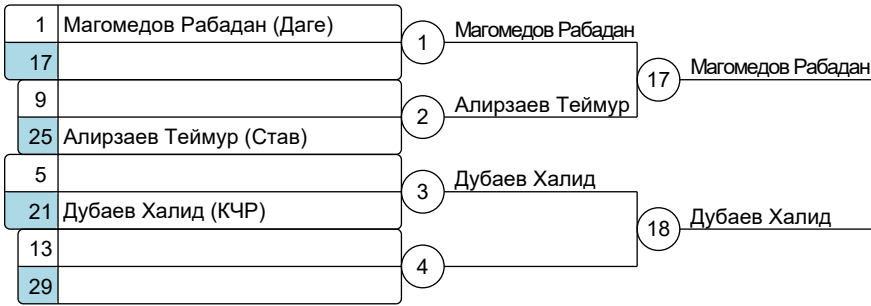 1 Магомедов Рабадан (Даге)
17
9
25 Алирзаев Теймур (Став)
5
21 Дубаев Халид (КЧР)
13
29
1 Магомедов Рабадан
2 Алирзаев Теймур
3 Дубаев Халид
4
17 Магомедов Рабадан
18 Дубаев Халид